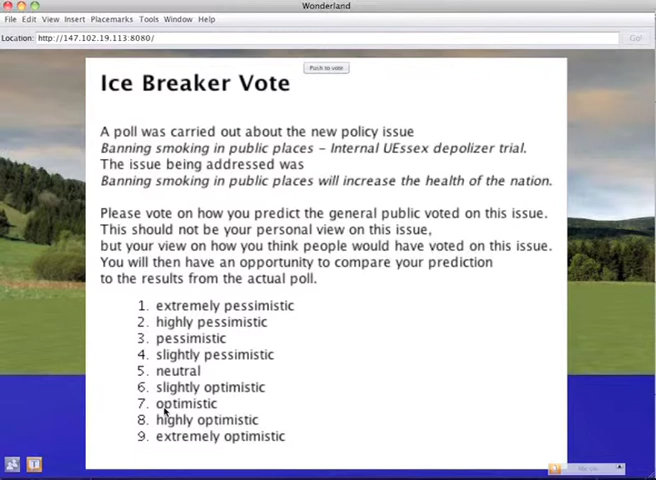 Wonderland
File Edit View Insert Placemarks Tools Window Help
Location: http://147.102.19.113:8080/ Go!
Push to vote
Ice Breaker Vote
A poll was carried out about the new policy issue
Banning smoking in public places - Internal UEssex depolizer trial.
The issue being addressed was
Banning smoking in public places will increase the health of the nation.
Please vote on how you predict the general public voted on this issue.
This should not be your personal view on this issue,
but your view on how you think people would have voted on this issue.
You will then have an opportunity to compare your prediction
to the results from the actual poll.
1. extremely pessimistic
2. highly pessimistic
3. pessimistic
4. slightly pessimistic
5. neutral
6. slightly optimistic
7. optimistic
8. highly optimistic
9. extremely optimistic